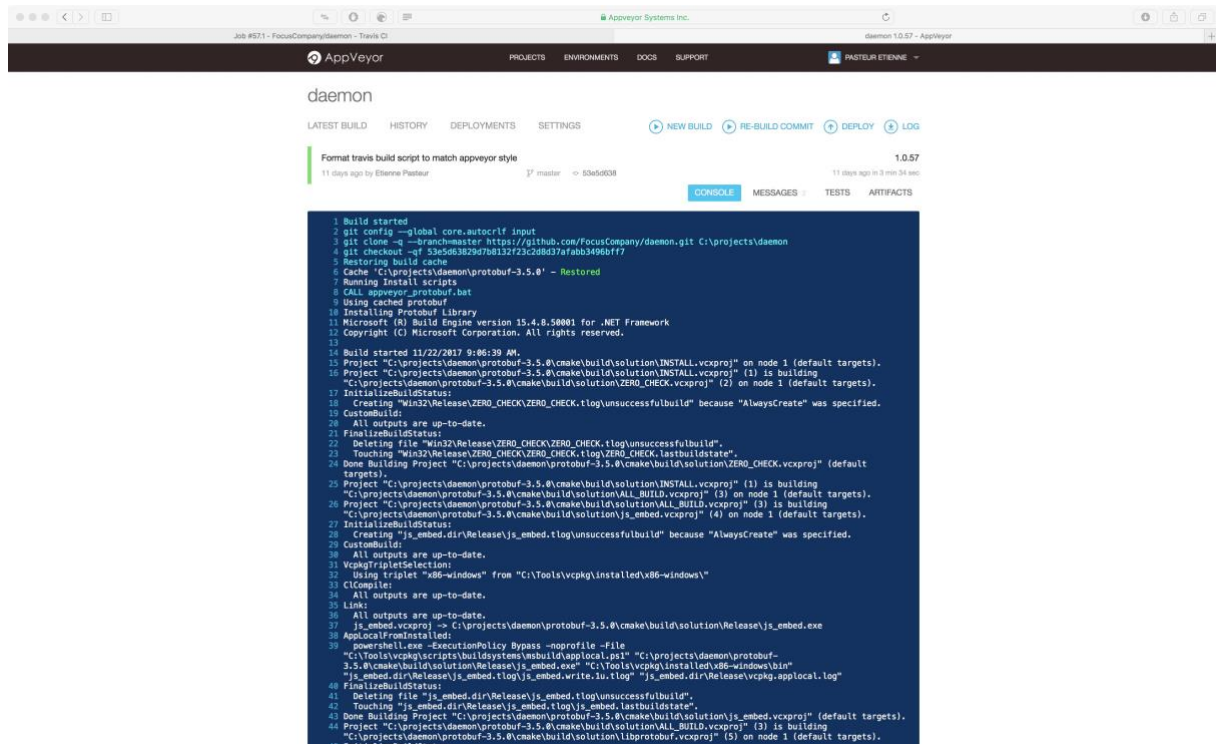 Appveyor Systems Inc.
Job #57.1 - FocusCompany/daemon - Travis CI
daemon 1.0.57 - AppVeyor
AppVeyor PROJECTS ENVIRONMENTS DOCS SUPPORT PASTEUR ETIENNE
daemon
LATEST BUILD HISTORY DEPLOYMENTS SETTINGS NEW BUILD RE-BUILD COMMIT DEPLOY LOG
Format travis build script to match appveyor style 1.0.57
11 days ago by Etienne Pasteur master 53e5d638 11 days ago in 3 min 34 sec
CONSOLE MESSAGES TESTS ARTIFACTS
1 Build started
2 git config --global core.autocrlf input
3 git clone -q --branch=master https://github.com/FocusCompany/daemon.git C:\projects\daemon
4 git checkout -qf 53e5d63829d7b8132f23c2d8d37afabb3496bff7
5 Restoring build cache
6 Cache 'C:\projects\daemon\protobuf-3.5.0' - Restored
7 Running Install scripts
8 CALL appveyor_protobuf.bat
9 Using cached protobuf
10 Installing Protobuf Library
11 Microsoft (R) Build Engine version 15.4.8.50001 for .NET Framework
12 Copyright (C) Microsoft Corporation. All rights reserved.
13
14 Build started 11/22/2017 9:06:39 AM.
15 Project "C:\projects\daemon\protobuf-3.5.0\cmake\build\solution\INSTALL.vcxproj" on node 1 (default targets).
16 Project "C:\projects\daemon\protobuf-3.5.0\cmake\build\solution\INSTALL.vcxproj" (1) is building
"C:\projects\daemon\protobuf-3.5.0\cmake\build\solution\ZERO_CHECK.vcxproj" (2) on node 1 (default targets).
17 InitializeBuildStatus:
18 Creating "Win32\Release\ZERO_CHECK\ZERO_CHECK.tlog\unsuccessfulbuild" because "AlwaysCreate" was specified.
19 CustomBuild:
20 All outputs are up-to-date.
21 FinalizeBuildStatus:
22 Deleting file "Win32\Release\ZERO_CHECK\ZERO_CHECK.tlog\unsuccessfulbuild".
23 Touching "Win32\Release\ZERO_CHECK\ZERO_CHECK.tlog\ZERO_CHECK.lastbuildstate".
24 Done Building Project "C:\projects\daemon\protobuf-3.5.0\cmake\build\solution\ZERO_CHECK.vcxproj" (default
targets).
25 Project "C:\projects\daemon\protobuf-3.5.0\cmake\build\solution\INSTALL.vcxproj" (1) is building
"C:\projects\daemon\protobuf-3.5.0\cmake\build\solution\ALL_BUILD.vcxproj" (3) on node 1 (default targets).
26 Project "C:\projects\daemon\protobuf-3.5.0\cmake\build\solution\ALL_BUILD.vcxproj" (3) is building
"C:\projects\daemon\protobuf-3.5.0\cmake\build\solution\js_embed.vcxproj" (4) on node 1 (default targets).
27 InitializeBuildStatus:
28 Creating "js_embed.dir\Release\js_embed.tlog\unsuccessfulbuild" because "AlwaysCreate" was specified.
29 CustomBuild:
30 All outputs are up-to-date.
31 VcpkgTripletSelection:
32 Using triplet "x86-windows" from "C:\Tools\vcpkg\installed\x86-windows\"
33 ClCompile:
34 All outputs are up-to-date.
35 Link:
36 All outputs are up-to-date.
37 js_embed.vcxproj -> C:\projects\daemon\protobuf-3.5.0\cmake\build\solution\Release\js_embed.exe
38 AppLocalFromInstalled:
39 powershell.exe -ExecutionPolicy Bypass -noprofile -File
"C:\Tools\vcpkg\scripts\buildsystems\msbuild\applocal.ps1" "C:\projects\daemon\protobuf-
3.5.0\cmake\build\solution\Release\js_embed.exe" "C:\Tools\vcpkg\installed\x86-windows\bin"
"js_embed.dir\Release\js_embed.tlog\js_embed.write.1u.tlog" "js_embed.dir\Release\vcpkg.applocal.log"
40 FinalizeBuildStatus:
41 Deleting file "js_embed.dir\Release\js_embed.tlog\unsuccessfulbuild".
42 Touching "js_embed.dir\Release\js_embed.tlog\js_embed.lastbuildstate".
43 Done Building Project "C:\projects\daemon\protobuf-3.5.0\cmake\build\solution\js_embed.vcxproj" (default targets).
44 Project "C:\projects\daemon\protobuf-3.5.0\cmake\build\solution\ALL_BUILD.vcxproj" (3) is building
"C:\projects\daemon\protobuf-3.5.0\cmake\build\solution\libprotobuf.vcxproj" (5) on node 1 (default targets).